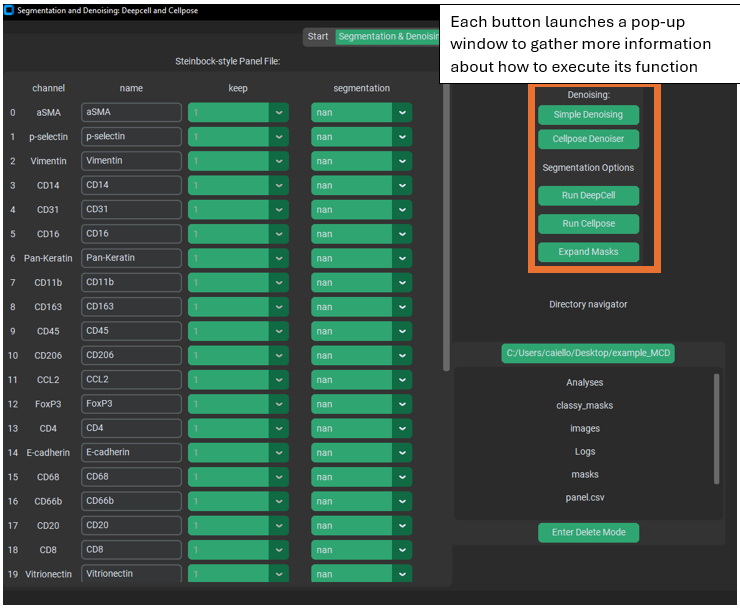 Segmentation and Denoising: Deepcell and Cellpose
Each button launches a pop-up
window to gather more information
about how to execute its function
Start Segmentation & Denoisin
Steinbock-style Panel File:
channel name keep segmentation
0 aSMA aSMA 1 nan
1 p-selectin p-selectin 1 nan
2 Vimentin Vimentin 1 nan
3 CD14 CD14 1 nan
4 CD31 CD31 1 nan
5 CD16 CD16 1 nan
6 Pan-Keratin Pan-Keratin 1 nan
7 CD11b CD11b 1 nan
8 CD163 CD163 1 nan
9 CD45 CD45 1 nan
10 CD206 CD206 1 nan
11 CCL2 CCL2 1 nan
12 FoxP3 FoxP3 1 nan
13 CD4 CD4 1 nan
14 E-cadherin E-cadherin 1 nan
15 CD68 CD68 1 nan
16 CD66b CD66b 1 nan
17 CD20 CD20 1 nan
18 CD8 CD8 1 nan
19 Vitrionectin Vitrionectin 1 nan
Denoising:
Simple Denoising
Cellpose Denoiser
Segmentation Options
Run DeepCell
Run Cellpose
Expand Masks
Directory navigator
C:/Users/caiello/Desktop/example_MCD
Analyses
classy_masks
images
Logs
masks
panel.csv
Enter Delete Mode